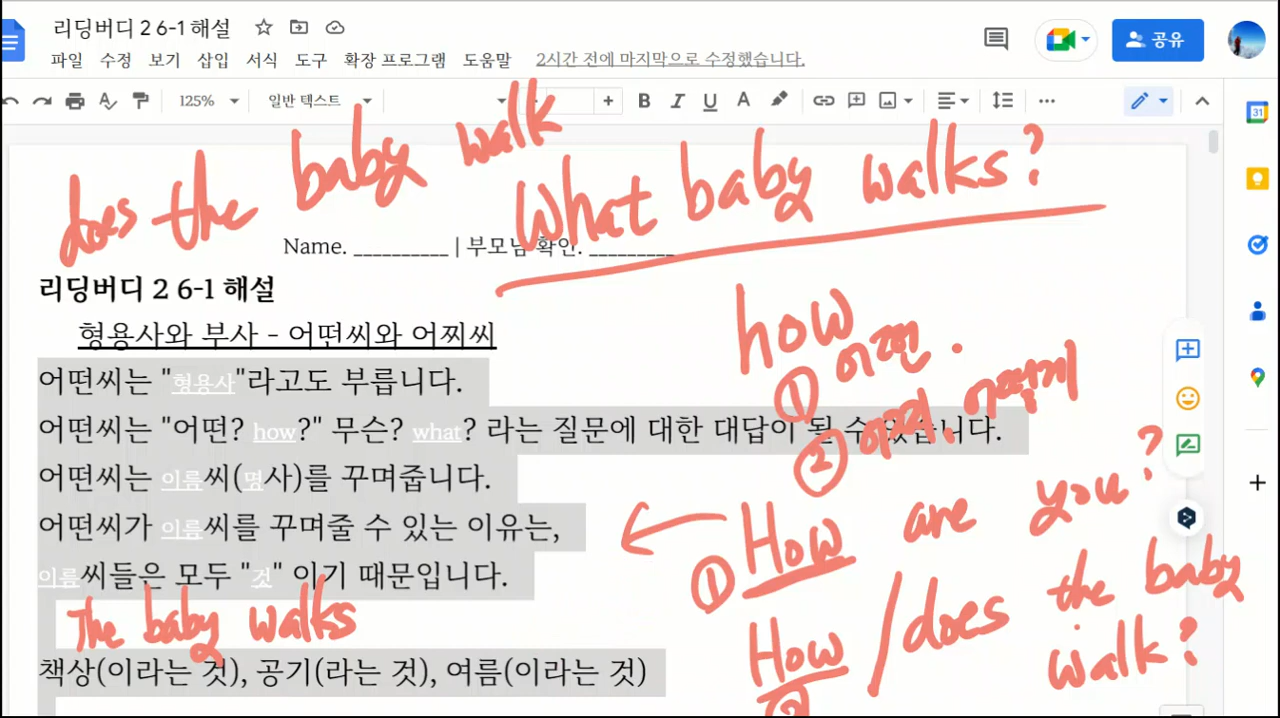 리딩버디 2 6-1 해설
파일 수정 보기 삽입 서식 도구 확장 프로그램 도움말 2시간 전에 마지막으로 수정했습니다.
공유
125% 일반 텍스트 + B I U A
31
does the baby walk
What baby walks?
Name. __________ | 부모님 확인. _________
리딩버디 2 6-1 해설
형용사와 부사 - 어떤씨와 어찌씨
how
① 어떤.
② 어찌. 어떻게
어떤씨는 "형용사"라고도 부릅니다.
어떤씨는 "어떤? how?" 무슨? what? 라는 질문에 대한 대답이 될 수 있습니다.
어떤씨는 이름씨(명사)를 꾸며줍니다.
어떤씨가 이름씨를 꾸며줄 수 있는 이유는,
이름씨들은 모두 "것" 이기 때문입니다.
① How are you?
The baby walks
② How / does the baby walk?
책상(이라는 것), 공기(라는 것), 여름(이라는 것)